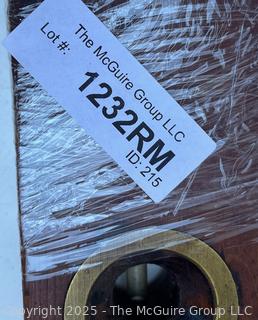 The McGuire Group LLC
Lot #:
1232RM
ID: 215
Copyright 2025 - The McGuire Group LLC